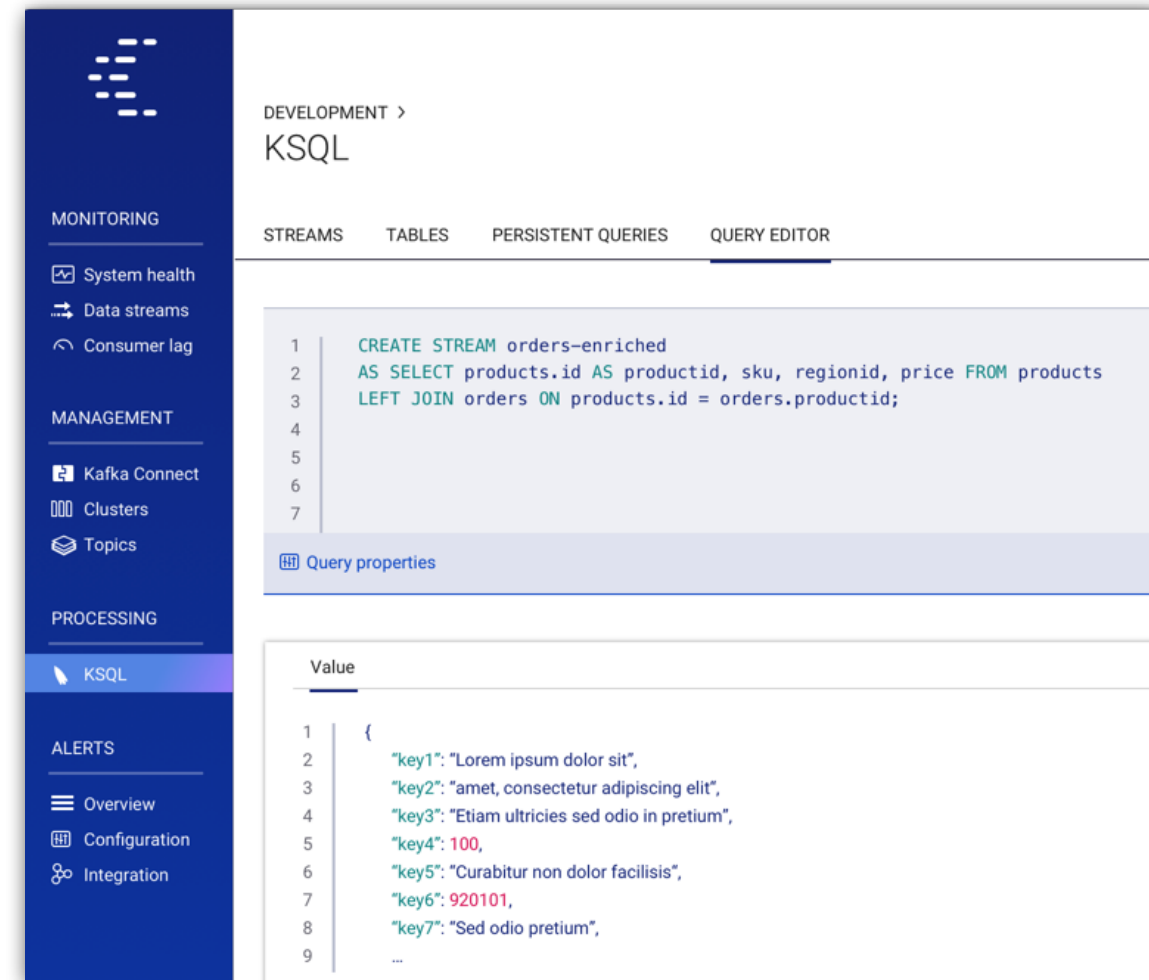 DEVELOPMENT >
KSQL
MONITORING
System health
Data streams
Consumer lag
MANAGEMENT
Kafka Connect
Clusters
Topics
PROCESSING
KSQL
ALERTS
Overview
Configuration
Integration
STREAMS TABLES PERSISTENT QUERIES QUERY EDITOR
1 CREATE STREAM orders–enriched
2 AS SELECT products.id AS productid, sku, regionid, price FROM products
3 LEFT JOIN orders ON products.id = orders.productid;
4
5
6
7
Query properties
Value
1 {
2 “key1”: “Lorem ipsum dolor sit”,
3 “key2”: “amet, consectetur adipiscing elit”,
4 “key3”: “Etiam ultricies sed odio in pretium”,
5 “key4”: 100,
6 “key5”: “Curabitur non dolor facilisis”,
7 “key6”: 920101,
8 “key7”: “Sed odio pretium”,
9 …